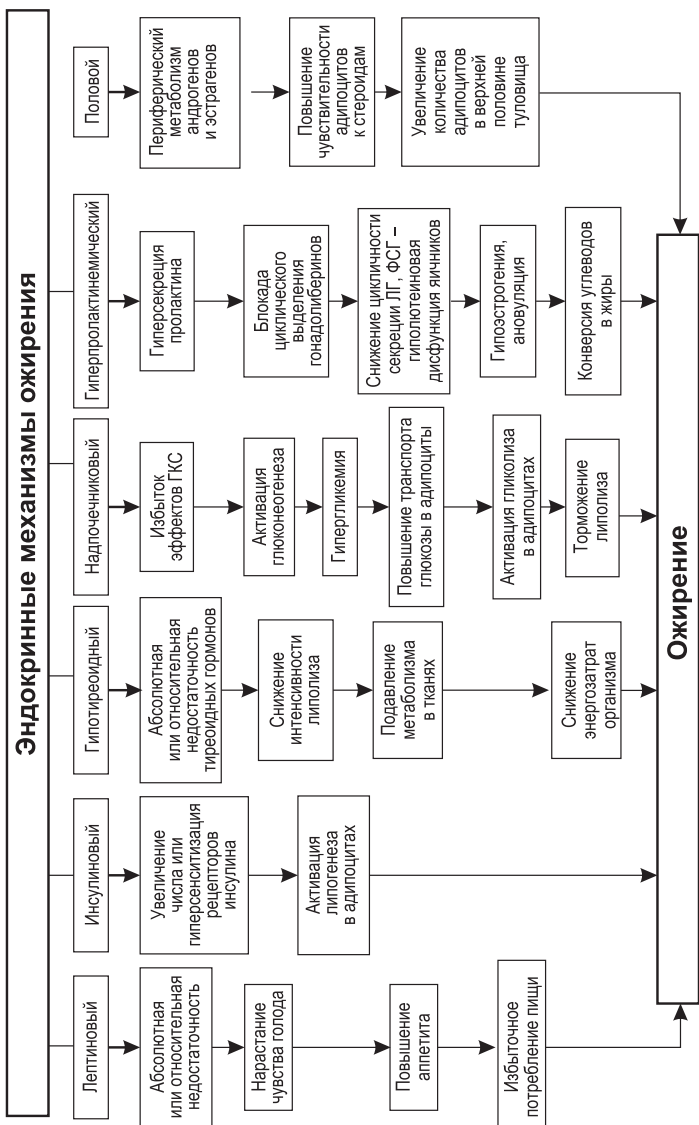 Эндокринные механизмы ожирения
Лептиновый
Абсолютная
или относительная
недостаточность
Нарастание
чувства голода
Повышение
аппетита
Избыточное
потребление пищи
Инсулиновый
Увеличение
числа или
гиперсенситизация
рецепторов
инсулина
Активация
липогенеза
в адипоцитах
Гипотиреоидный
Абсолютная
или относительная
недостаточность
тиреоидных гормонов
Снижение
интенсивности
липолиза
Подавление
метаболизма
в тканях
Снижение
энергозатрат
организма
Надпочечниковый
Избыток
эффектов ГКС
Активация
глюконеогенеза
Гипергликемия
Повышение транспорта
глюкозы в адипоциты
Активация гликолиза
в адипоцитах
Торможение
липолиза
Гиперпролактинемический
Гиперсекреция
пролактина
Блокада
циклического
выделения
гонадолиберинов
Снижение цикличности
секреции ЛГ, ФСГ –
гиполютеиновая
дисфункция яичников
Гипоэстрогения,
ановуляция
Конверсия углеводов
в жиры
Половой
Периферический
метаболизм
андрогенов
и эстрагенов
Повышение
чувствительности
адипоцитов
к стероидам
Увеличение
количества
адипоцитов
в верхней
половине
туловища
Ожирение